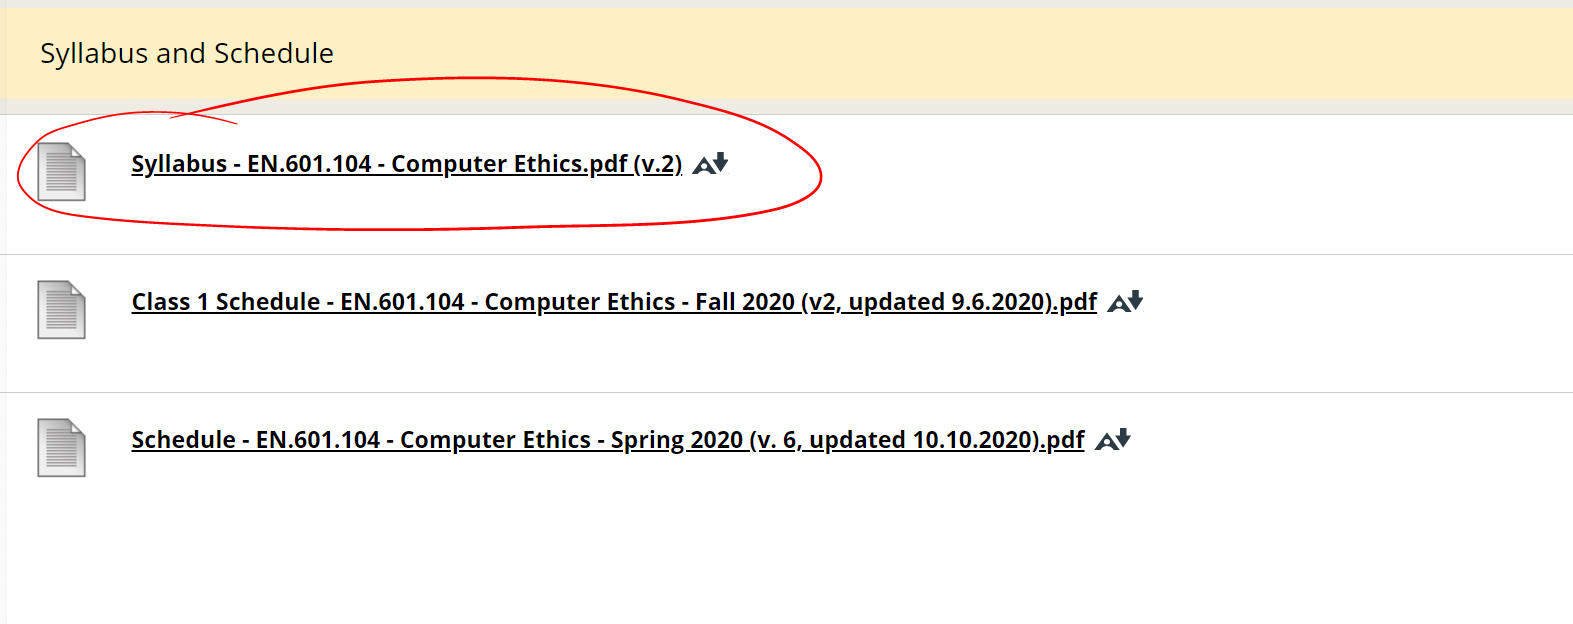 Syllabus and Schedule
Syllabus - EN.601.104 - Computer Ethics.pdf (v.2)
Class 1 Schedule - EN.601.104 - Computer Ethics - Fall 2020 (v2, updated 9.6.2020).pdf
Schedule - EN.601.104 - Computer Ethics - Spring 2020 (v. 6, updated 10.10.2020).pdf